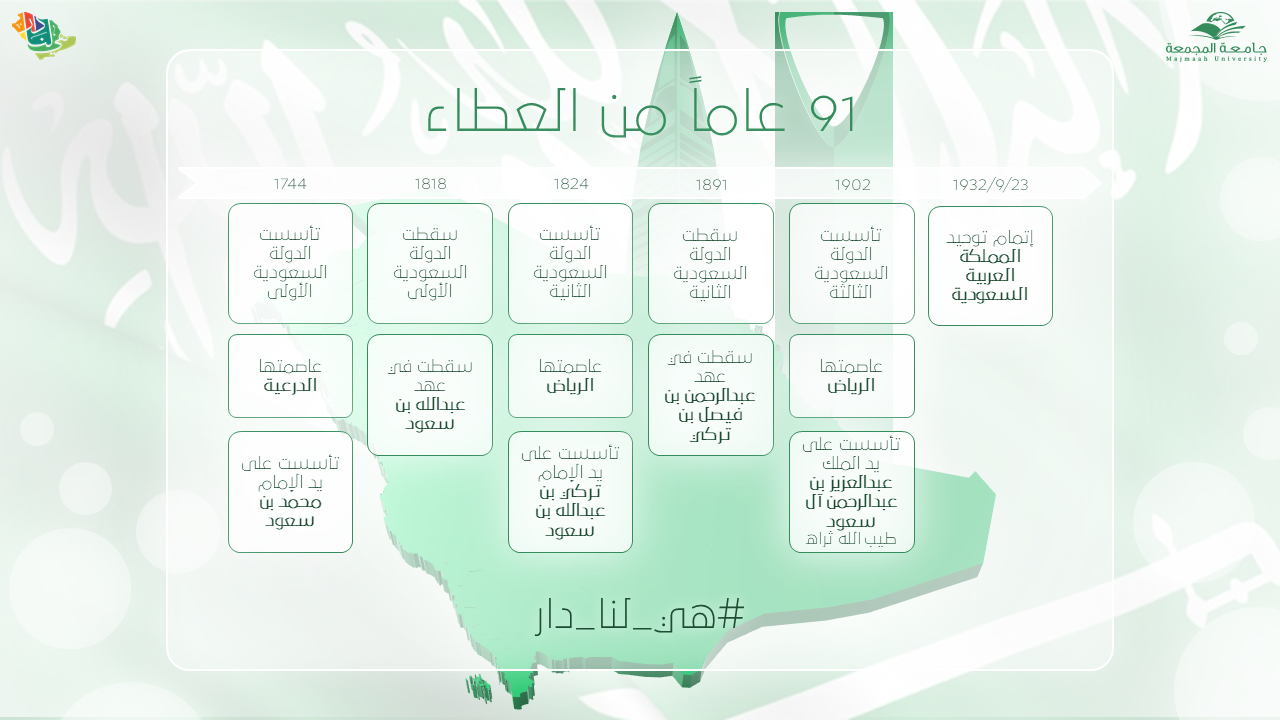 هي لنا دار
جامعة المجمعة
Majmaah University
91 عاماً من العطاء
1744
1818
1824
1891
1902
1932/9/23
تأسست
الدولة
السعودية
الأولى
عاصمتها
الدرعية
تأسست على
يد الإمام
محمد بن
سعود
سقطت
الدولة
السعودية
الأولى
سقطت في
عهد
عبدالله بن
سعود
تأسست
الدولة
السعودية
الثانية
عاصمتها
الرياض
تأسست على
يد الإمام
تركي بن
عبدالله بن
سعود
سقطت
الدولة
السعودية
الثانية
سقطت في
عهد
عبدالرحمن بن
فيصل بن
تركي
تأسست
الدولة
السعودية
الثالثة
عاصمتها
الرياض
تأسست على
يد الملك
عبدالعزيز بن
عبدالرحمن آل
سعود
طيب الله ثراه
إتمام توحيد
المملكة
العربية
السعودية
#هي_لنا_دار